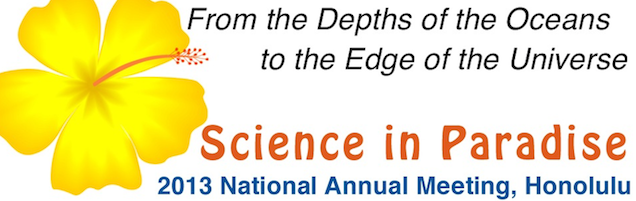 From the Depths of the Oceans
to the Edge of the Universe
Science in Paradise
2013 National Annual Meeting, Honolulu